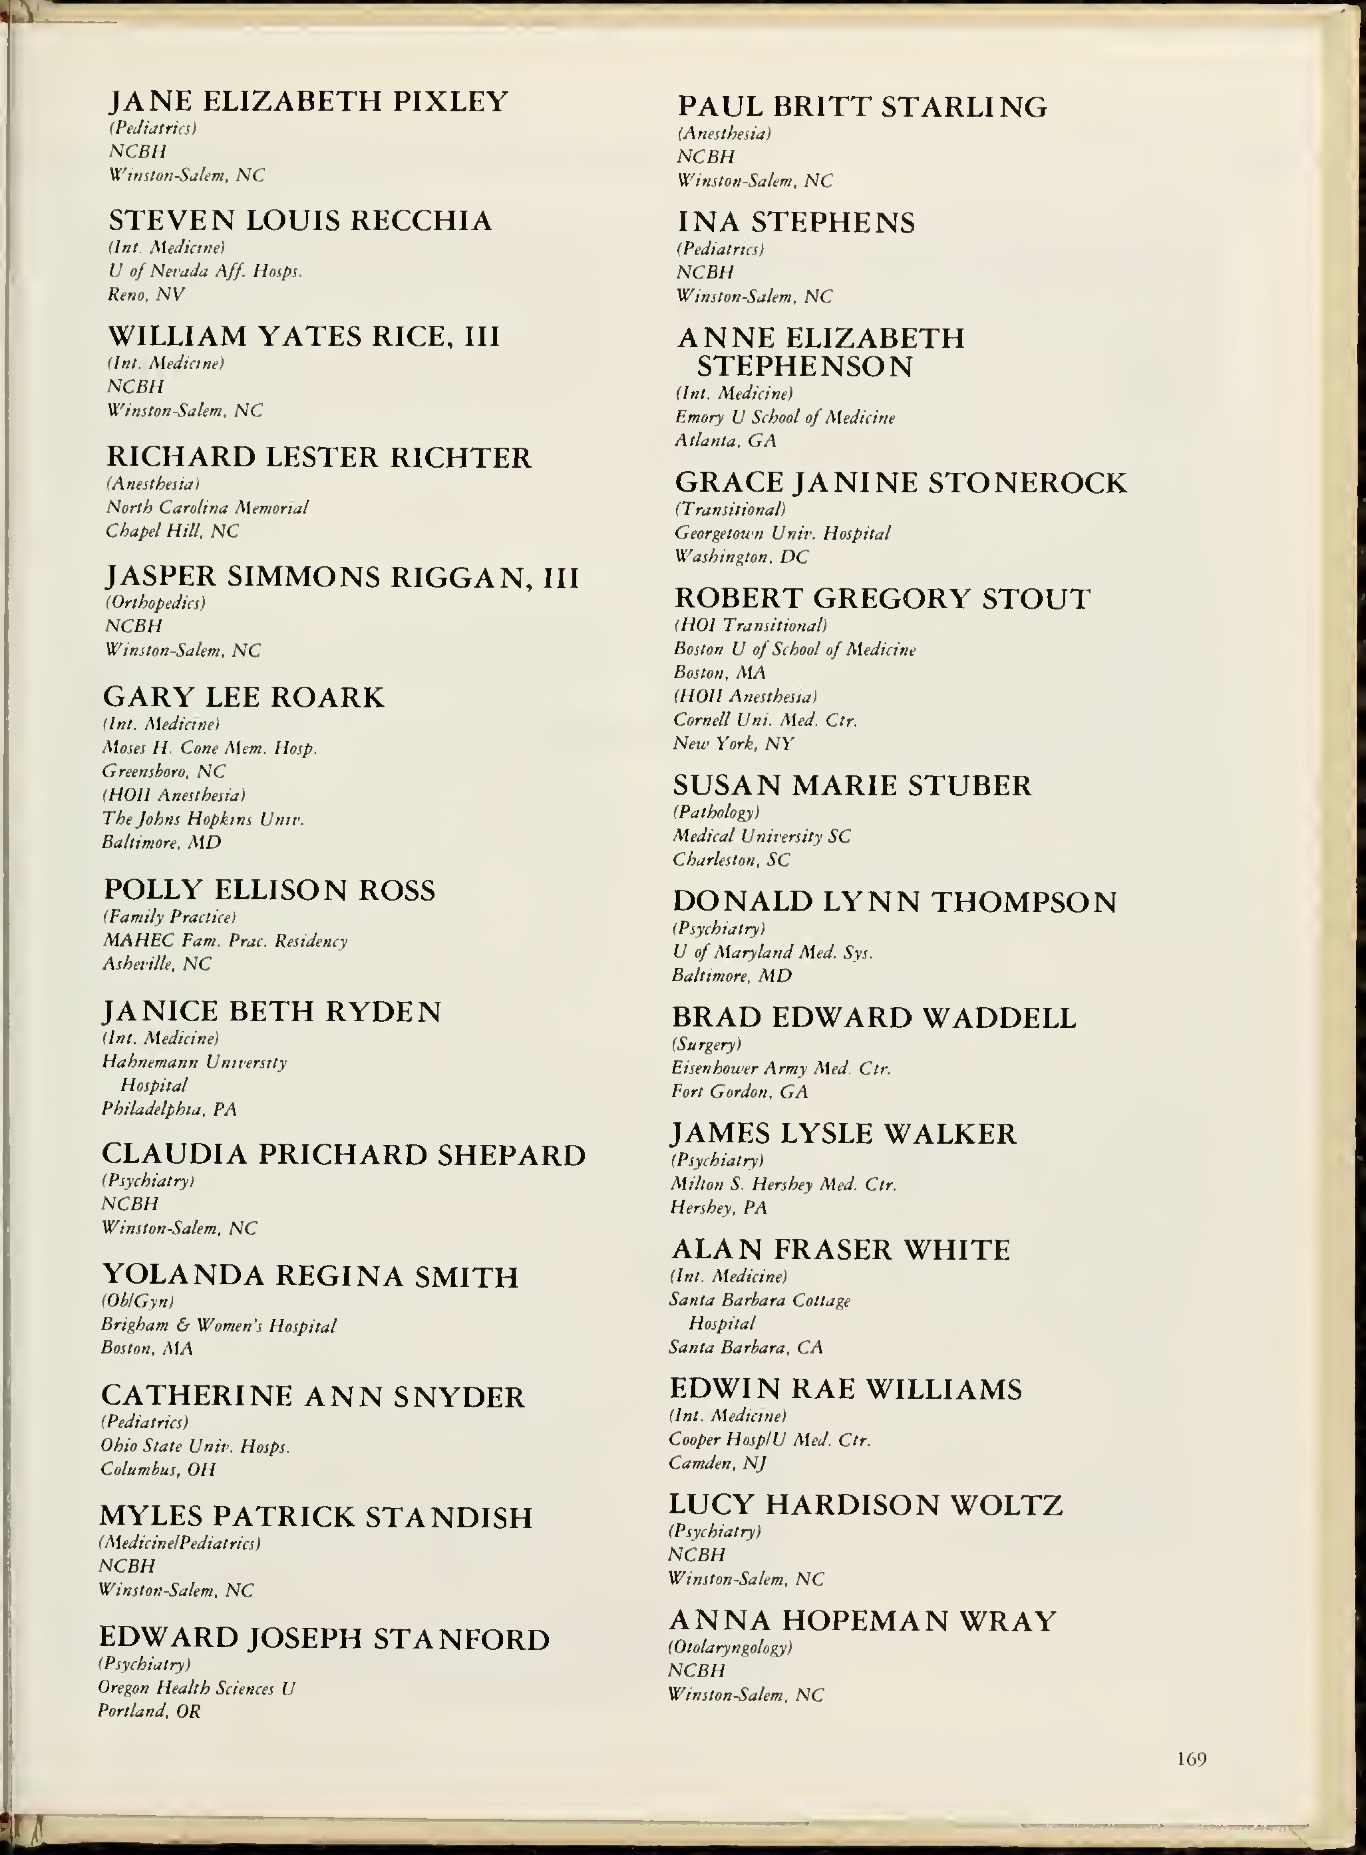 JANE ELIZABETH PIXLEY
(Pediatrics)
NCBH
Winston-Salem, NC
STEVEN LOUIS RECCHIA
(Int. Medicine)
U of Nevada Aff. Hosps.
Reno, NV
WILLIAM YATES RICE, III
(Int. Medicine)
NCBH
Winston-Salem, NC
RICHARD LESTER RICHTER
(Anesthesia)
North Carolina Memorial
Chapel Hill, NC
JASPER SIMMONS RIGGAN, III
(Orthopedics)
NCBH
Winston-Salem, NC
GARY LEE ROARK
(Int. Medicine)
Moses H. Cone Mem. Hosp.
Greensboro, NC
(HOII Anesthesia)
The Johns Hopkins Univ.
Baltimore, MD
POLLY ELLISON ROSS
(Family Practice)
MAHEC Fam. Prac. Residency
Asheville, NC
JANICE BETH RYDEN
(Int. Medicine)
Hahnemann University
Hospital
Philadelphia, PA
CLAUDIA PRICHARD SHEPARD
(Psychiatry)
NCBH
Winston-Salem, NC
YOLANDA REGINA SMITH
(Ob/Gyn)
Brigham & Women's Hospital
Boston, MA
CATHERINE ANN SNYDER
(Pediatrics)
Ohio State Univ. Hosps.
Columbus, OH
MYLES PATRICK STANDISH
(Medicine/Pediatrics)
NCBH
Winston-Salem, NC
EDWARD JOSEPH STANFORD
(Psychiatry)
Oregon Health Sciences U
Portland, OR
PAUL BRITT STARLING
(Anesthesia)
NCBH
Winston-Salem, NC
INA STEPHENS
(Pediatrics)
NCBH
Winston-Salem, NC
ANNE ELIZABETH
STEPHENSON
(Int. Medicine)
Emory U School of Medicine
Atlanta, GA
GRACE JANINE STONEROCK
(Transitional)
Georgetown Univ. Hospital
Washington, DC
ROBERT GREGORY STOUT
(HOI Transitional)
Boston U of School of Medicine
Boston, MA
(HOII Anesthesia)
Cornell Uni. Med. Ctr.
New York, NY
SUSAN MARIE STUBER
(Pathology)
Medical University SC
Charleston, SC
DONALD LYNN THOMPSON
(Psychiatry)
U of Maryland Med. Sys.
Baltimore, MD
BRAD EDWARD WADDELL
(Surgery)
Eisenhower Army Med. Ctr.
Fort Gordon, GA
JAMES LYSLE WALKER
(Psychiatry)
Milton S. Hershey Med. Ctr.
Hershey, PA
ALAN FRASER WHITE
(Int. Medicine)
Santa Barbara Cottage
Hospital
Santa Barbara, CA
EDWIN RAE WILLIAMS
(Int. Medicine)
Cooper Hosp/U Med. Ctr.
Camden, NJ
LUCY HARDISON WOLTZ
(Psychiatry)
NCBH
Winston-Salem, NC
ANNA HOPEMAN WRAY
(Otolaryngology)
NCBH
Winston-Salem, NC
169